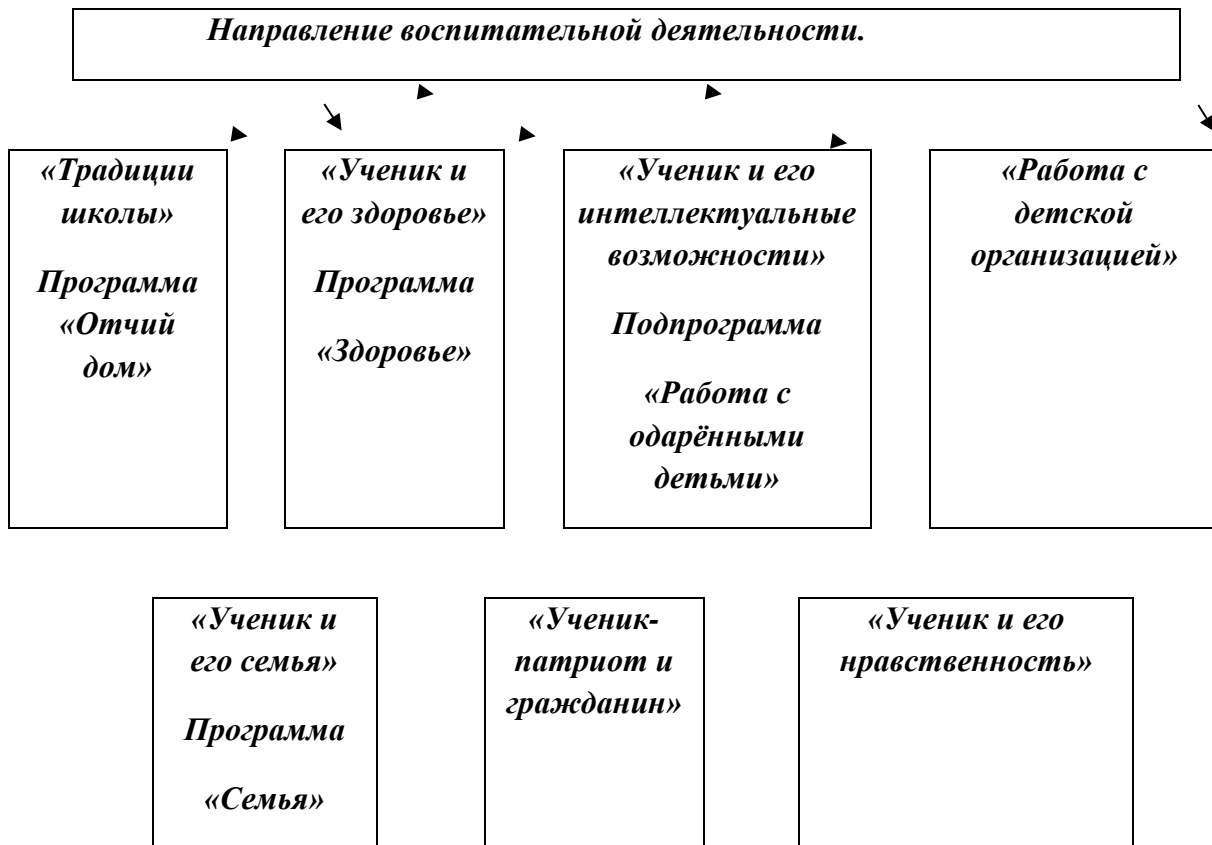 Направление воспитательной деятельности.
«Традиции
школы»
Программа
«Отчий
дом»
«Ученик и
его здоровье»
Программа
«Здоровье»
«Ученик и его
интеллектуальные
возможности»
Подпрограмма
«Работа с
одарёнными
детьми»
«Работа с
детской
организацией»
«Ученик и
его семья»
Программа
«Семья»
«Ученик-
патриот и
гражданин»
«Ученик и его
нравственность»